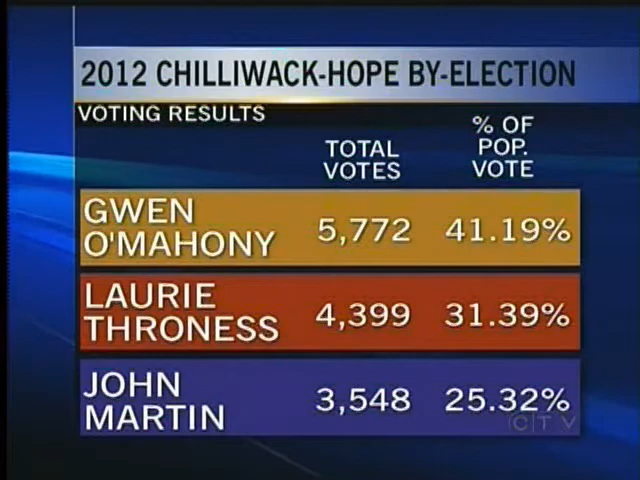 2012 CHILLIWACK-HOPE BY-ELECTION
VOTING RESULTS
TOTAL VOTES
% OF POP. VOTE
GWEN O'MAHONY 5,772 41.19%
LAURIE THRONESS 4,399 31.39%
JOHN MARTIN 3,548 25.32%
CTV